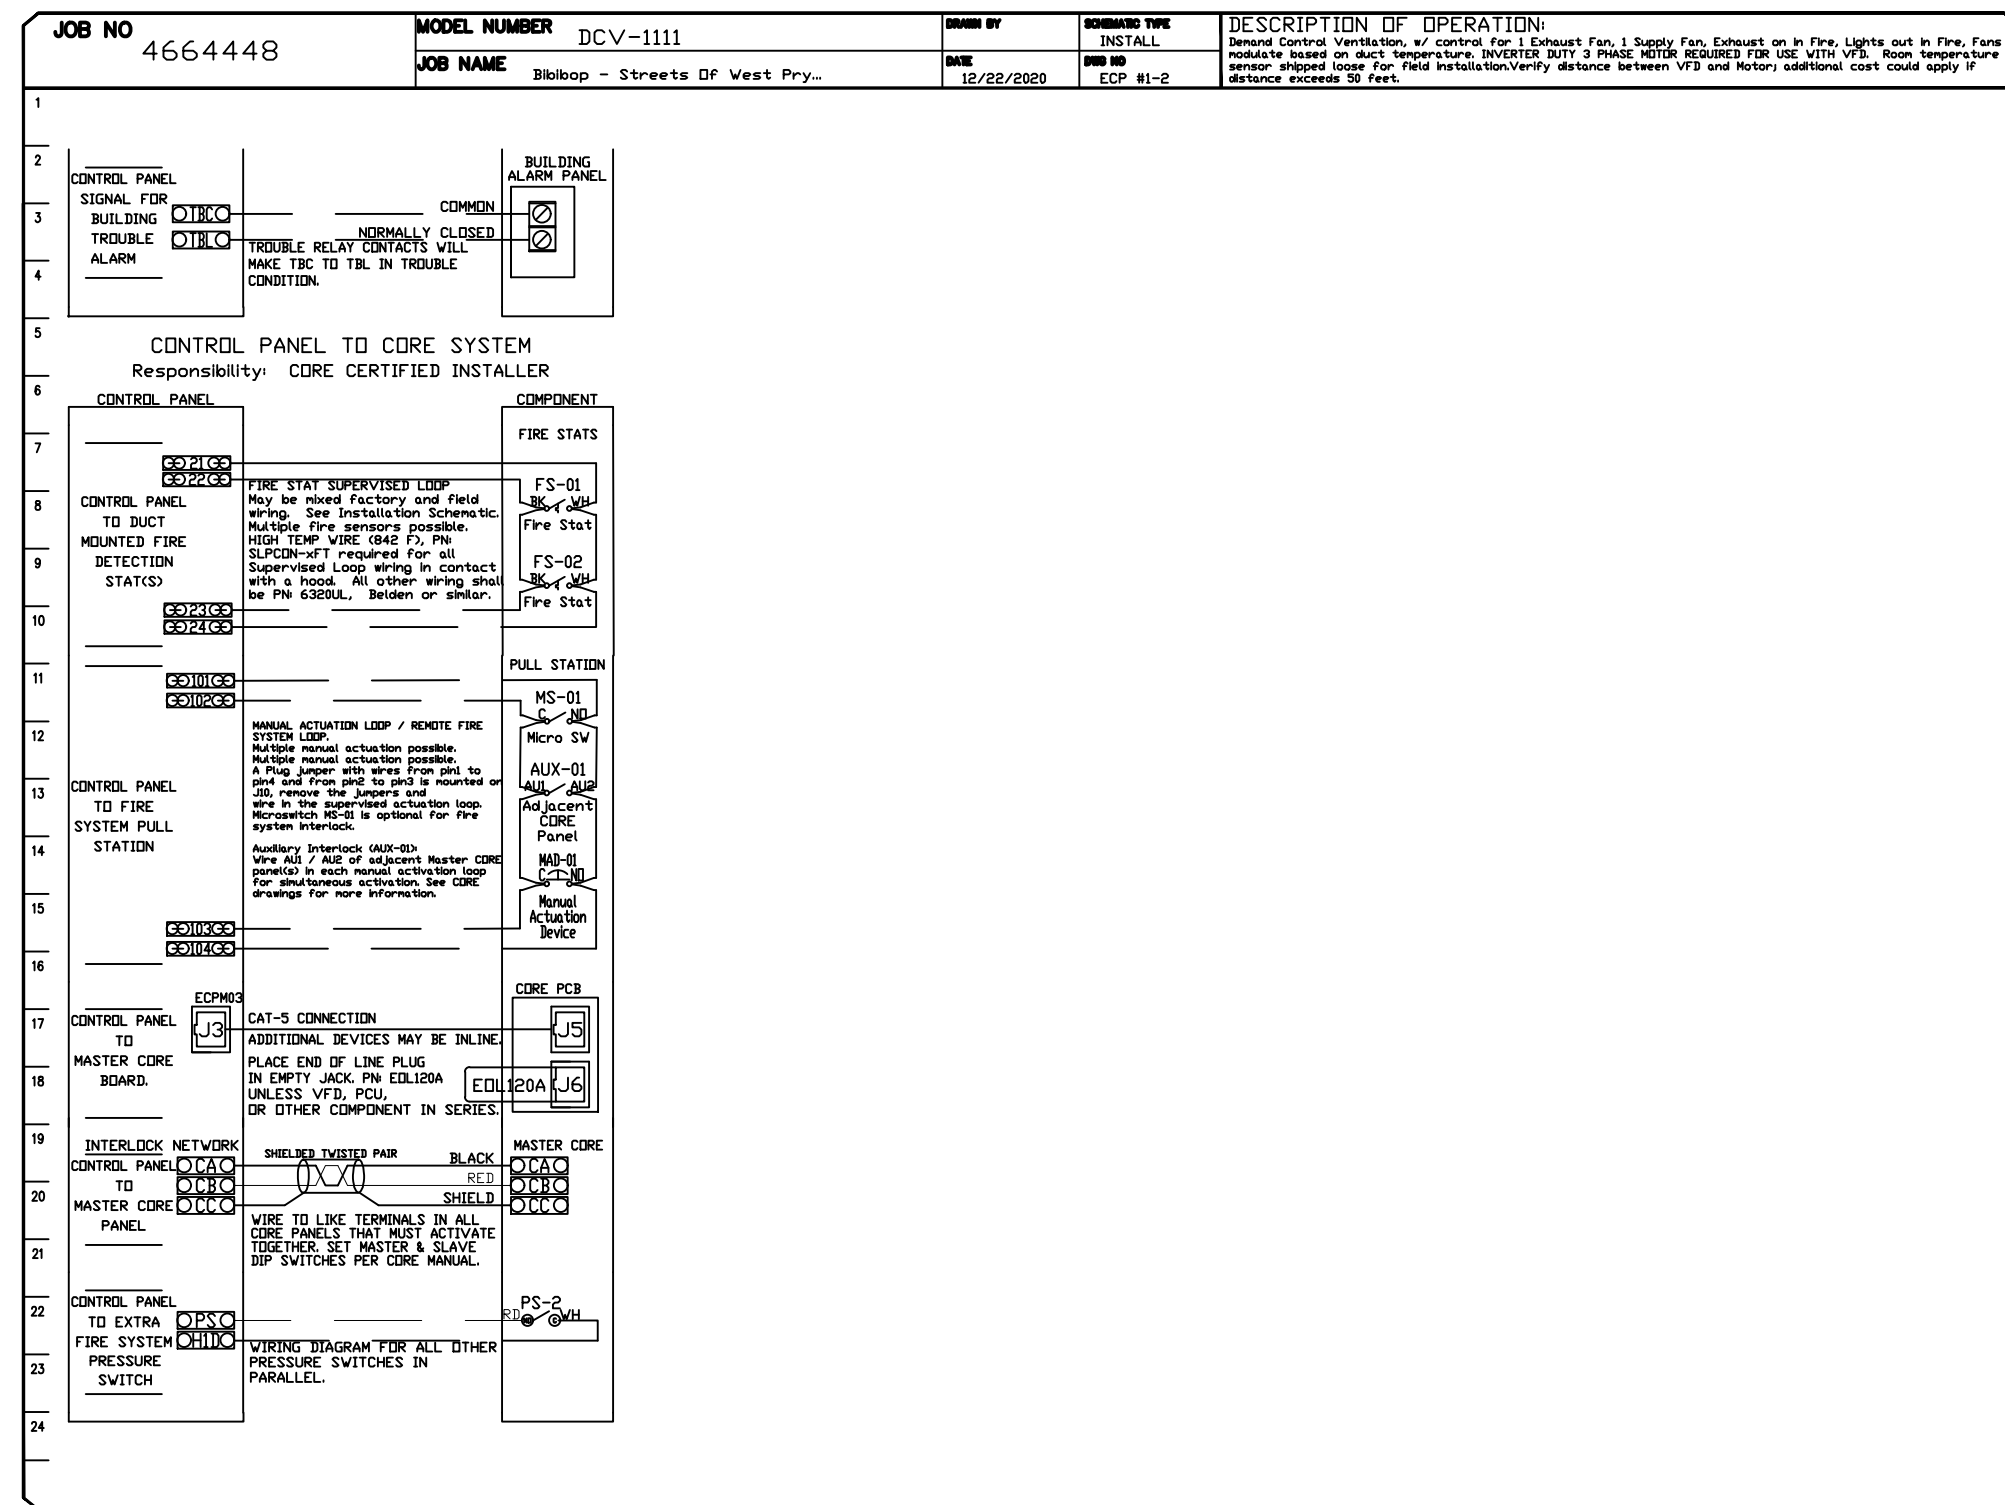 JOB NO
4664448
MODEL NUMBER
DCV-1111
JOB NAME
Bibibop - Streets Of West Pry...
DRAWN BY
DATE
12/22/2020
SCHEMATIC TYPE
INSTALL
DWG NO
ECP #1-2
DESCRIPTION OF OPERATION:
Demand Control Ventilation, w/ control for 1 Exhaust Fan, 1 Supply Fan, Exhaust on in Fire, Lights out in Fire, Fans
modulate based on duct temperature. INVERTER DUTY 3 PHASE MOTOR REQUIRED FOR USE WITH VFD. Room temperature
sensor shipped loose for field installation.Verify distance between VFD and Motor; additional cost could apply if
distance exceeds 50 feet.
1
2
3
4
5
6
7
8
9
10
11
12
13
14
15
16
17
18
19
20
21
22
23
24
CONTROL PANEL
SIGNAL FOR
BUILDING
TROUBLE
ALARM
TBC
TBL
COMMON
NORMALLY CLOSED
TROUBLE RELAY CONTACTS WILL
MAKE TBC TO TBL IN TROUBLE
CONDITION.
BUILDING
ALARM PANEL
CONTROL PANEL TO CORE SYSTEM
Responsibility: CORE CERTIFIED INSTALLER
CONTROL PANEL
COMPONENT
FIRE STATS
21
22
CONTROL PANEL
TO DUCT
MOUNTED FIRE
DETECTION
STAT(S)
23
24
FIRE STAT SUPERVISED LOOP
May be mixed factory and field
wiring. See Installation Schematic.
Multiple fire sensors possible.
HIGH TEMP WIRE (842 F), PN:
SLPCON-xFT required for all
Supervised Loop wiring in contact
with a hood. All other wiring shall
be PN: 6320UL, Belden or similar.
FS-01
BK WH
Fire Stat
FS-02
BK WH
Fire Stat
PULL STATION
101
102
CONTROL PANEL
TO FIRE
SYSTEM PULL
STATION
103
104
MANUAL ACTUATION LOOP / REMOTE FIRE
SYSTEM LOOP.
Multiple manual actuation possible.
Multiple manual actuation possible.
A Plug jumper with wires from pin1 to
pin4 and from pin2 to pin3 is mounted on
J10, remove the jumpers and
wire in the supervised actuation loop.
Microswitch MS-01 is optional for fire
system interlock.
Auxiliary Interlock (AUX-01):
Wire AU1 / AU2 of adjacent Master CORE
panel(s) in each manual activation loop
for simultaneous activation. See CORE
drawings for more information.
MS-01
C NO
Micro SW
AUX-01
AU1 AU2
Adjacent
CORE
Panel
MAD-01
C NO
Manual
Actuation
Device
ECPM03
CONTROL PANEL
TO
MASTER CORE
BOARD.
J3
CAT-5 CONNECTION
ADDITIONAL DEVICES MAY BE INLINE.
PLACE END OF LINE PLUG
IN EMPTY JACK. PN: EOL120A
UNLESS VFD, PCU,
OR OTHER COMPONENT IN SERIES.
CORE PCB
J5
EOL120A
J6
INTERLOCK NETWORK
CONTROL PANEL
TO
MASTER CORE
PANEL
CA
CB
CC
SHIELDED TWISTED PAIR
BLACK
RED
SHIELD
MASTER CORE
CA
CB
CC
WIRE TO LIKE TERMINALS IN ALL
CORE PANELS THAT MUST ACTIVATE
TOGETHER. SET MASTER & SLAVE
DIP SWITCHES PER CORE MANUAL.
CONTROL PANEL
TO EXTRA
FIRE SYSTEM
PRESSURE
SWITCH
PS
H1D
WIRING DIAGRAM FOR ALL OTHER
PRESSURE SWITCHES IN
PARALLEL.
PS-2
RD NO C WH